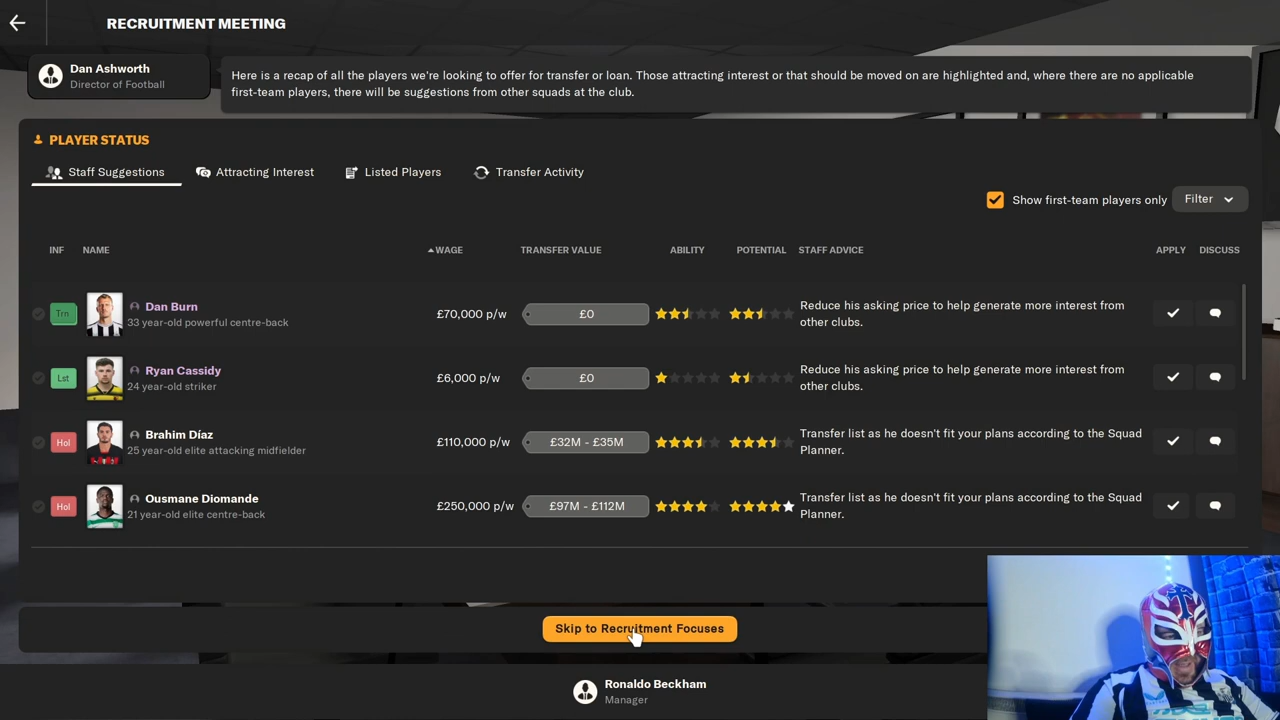 RECRUITMENT MEETING
Dan Ashworth
Director of Football
Here is a recap of all the players we're looking to offer for transfer or loan. Those attracting interest or that should be moved on are highlighted and, where there are no applicable
first-team players, there will be suggestions from other squads at the club.
PLAYER STATUS
Staff Suggestions
Attracting Interest
Listed Players
Transfer Activity
Show first-team players only
Filter
INF NAME WAGE TRANSFER VALUE ABILITY POTENTIAL STAFF ADVICE APPLY DISCUSS
Trn
Dan Burn
33 year-old powerful centre-back
£70,000 p/w
£0
Reduce his asking price to help generate more interest from
other clubs.
Lst
Ryan Cassidy
24 year-old striker
£6,000 p/w
£0
Reduce his asking price to help generate more interest from
other clubs.
Hol
Brahim Díaz
25 year-old elite attacking midfielder
£110,000 p/w
£32M - £35M
Transfer list as he doesn't fit your plans according to the Squad
Planner.
Hol
Ousmane Diomande
21 year-old elite centre-back
£250,000 p/w
£97M - £112M
Transfer list as he doesn't fit your plans according to the Squad
Planner.
Skip to Recruitment Focuses
Ronaldo Beckham
Manager